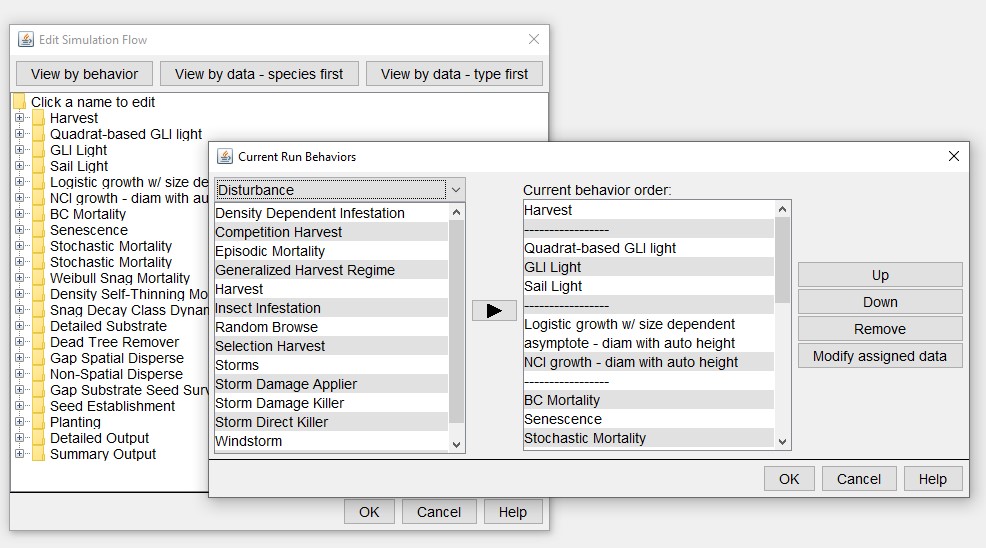 Edit Simulation Flow
View by behavior
View by data - species first
View by data - type first
Click a name to edit
Harvest
Quadrat-based GLI light
GLI Light
Sail Light
Logistic growth w/ size de
NCI growth - diam with au
BC Mortality
Senescence
Stochastic Mortality
Stochastic Mortality
Weibull Snag Mortality
Density Self-Thinning Mo
Snag Decay Class Dynar
Detailed Substrate
Dead Tree Remover
Gap Spatial Disperse
Non-Spatial Disperse
Gap Substrate Seed Surv
Seed Establishment
Planting
Detailed Output
Summary Output
OK
Cancel
Help
Current Run Behaviors
Disturbance
Density Dependent Infestation
Competition Harvest
Episodic Mortality
Generalized Harvest Regime
Harvest
Insect Infestation
Random Browse
Selection Harvest
Storms
Storm Damage Applier
Storm Damage Killer
Storm Direct Killer
Windstorm
Current behavior order:
Harvest
-----------------
Quadrat-based GLI light
GLI Light
Sail Light
-----------------
Logistic growth w/ size dependent
asymptote - diam with auto height
NCI growth - diam with auto height
-----------------
BC Mortality
Senescence
Stochastic Mortality
Up
Down
Remove
Modify assigned data
OK
Cancel
Help